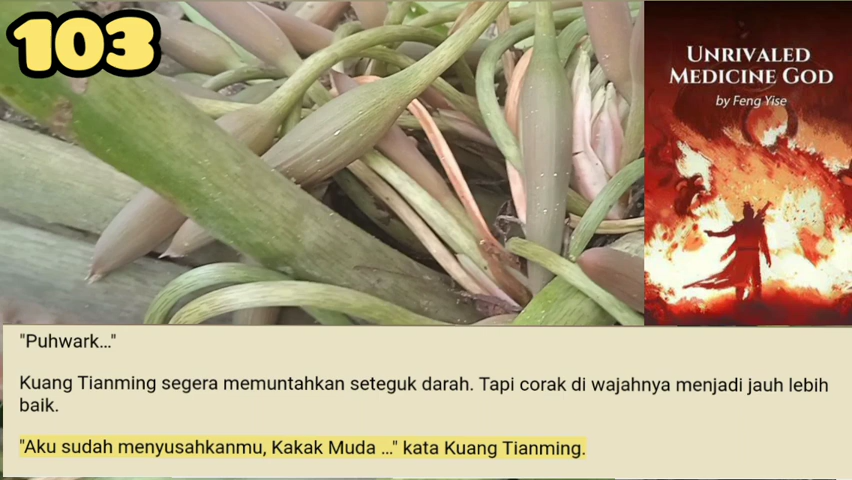 103
UNRIVALED
MEDICINE GOD
by Feng Yise
"Puhwark..."
Kuang Tianming segera memuntahkan seteguk darah. Tapi corak di wajahnya menjadi jauh lebih
baik.
"Aku sudah menyusahkanmu, Kakak Muda ..." kata Kuang Tianming.